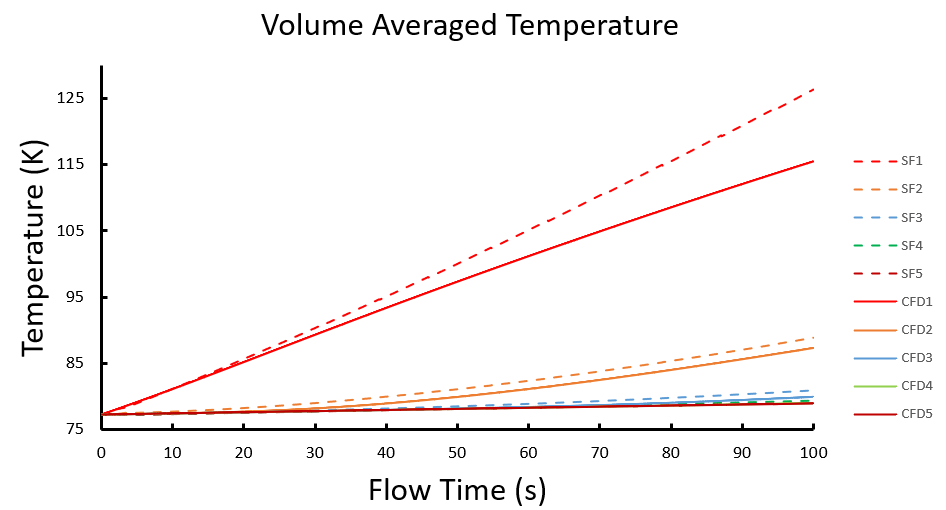 Volume Averaged Temperature
Temperature (K)
125
115
105
95
85
75
0 10 20 30 40 50 60 70 80 90 100
Flow Time (s)
SF1
SF2
SF3
SF4
SF5
CFD1
CFD2
CFD3
CFD4
CFD5